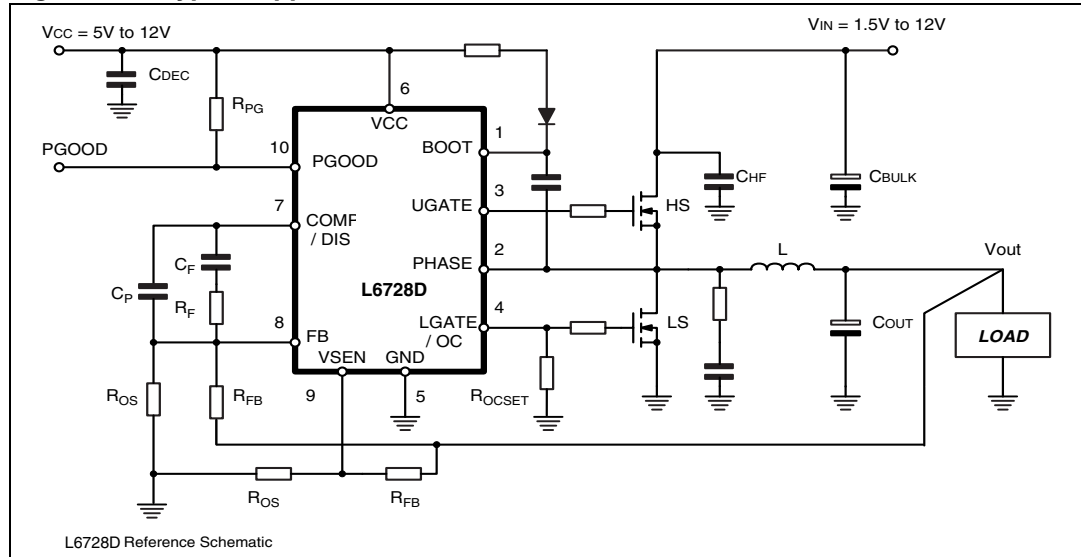 VCC = 5V to 12V
VIN = 1.5V to 12V
CDEC
6
RPG
VCC
1
BOOT
PGOOD
10
PGOOD
3
CHF
CBULK
UGATE
HS
7
COMP
/ DIS
2
L
Vout
PHASE
CF
L6728D
CP
RF
4
LS
COUT
LOAD
8
FB
LGATE
/ OC
VSEN
GND
ROS
RFB
9
5
ROCSET
ROS
RFB
L6728D Reference Schematic